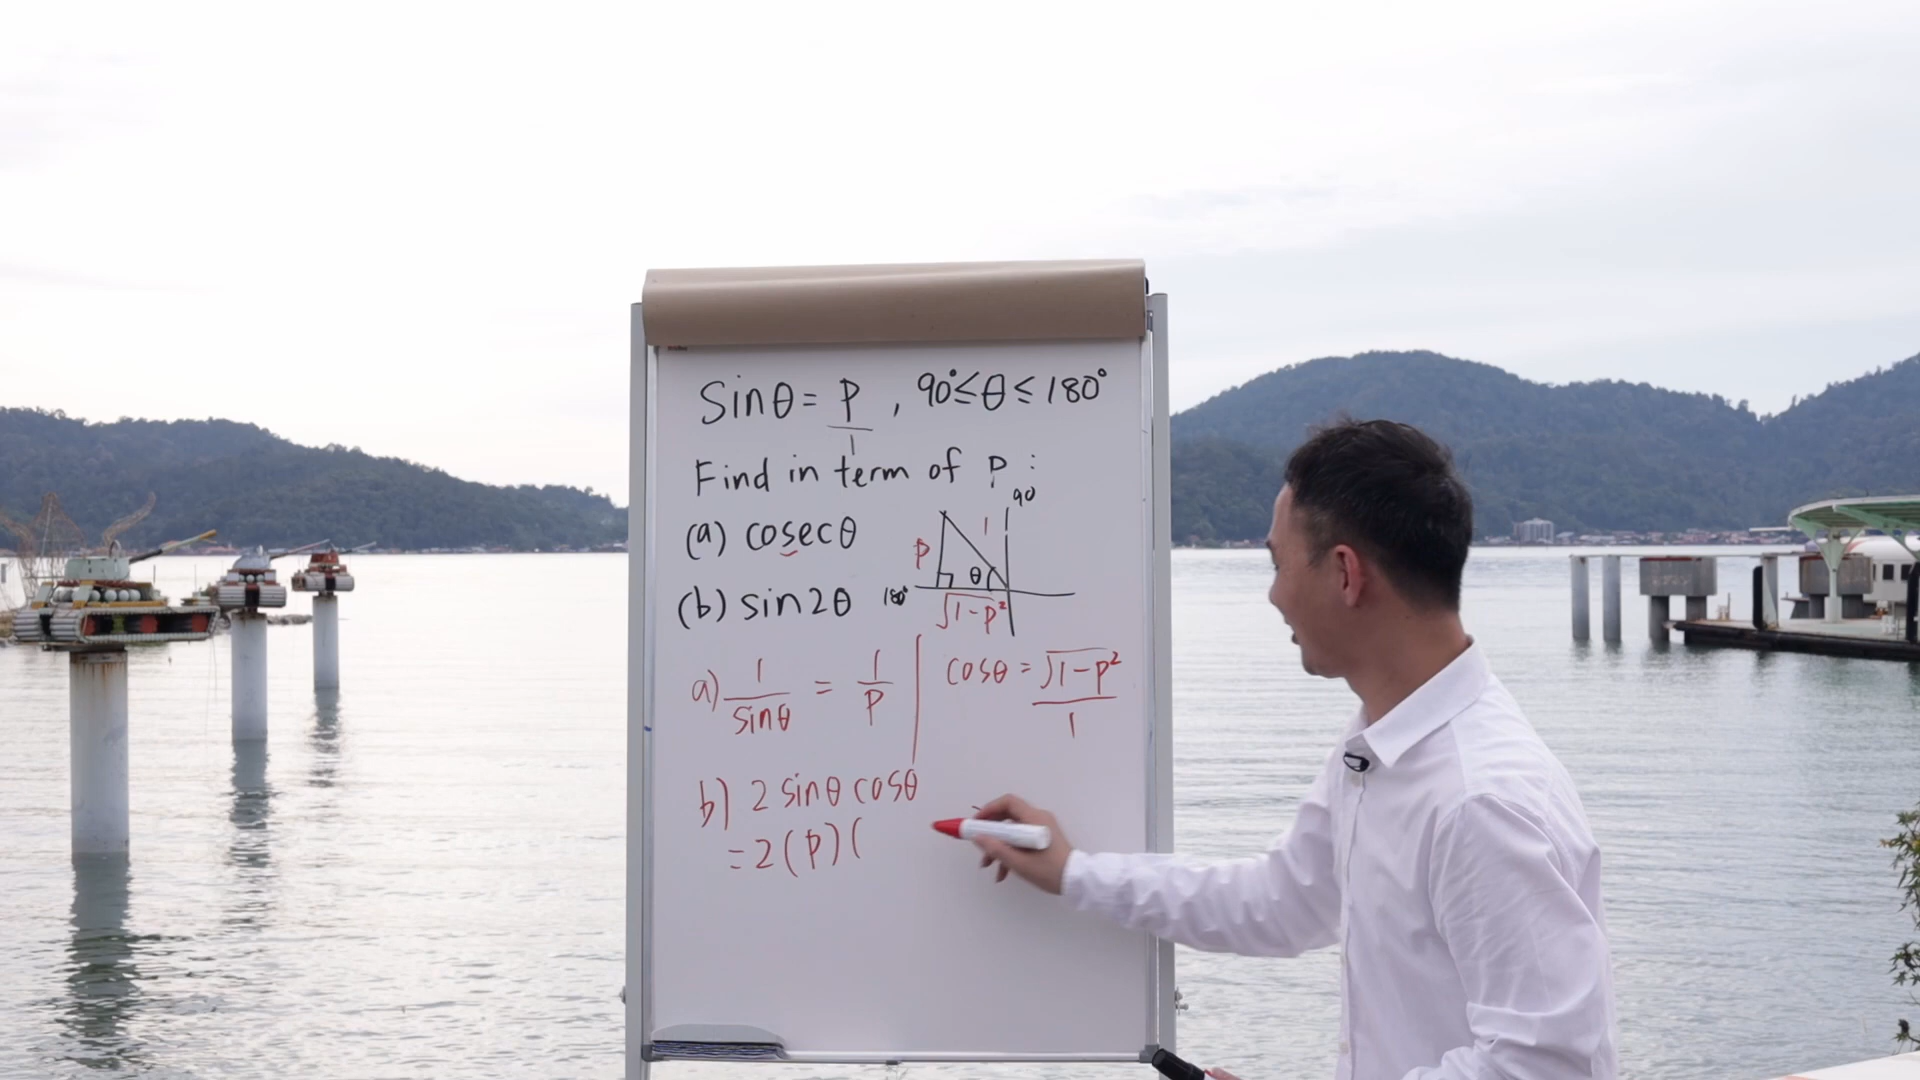 Sinθ = P/1 , 90° ≤ θ ≤ 180°
Find in term of P :
(a) cosecθ
(b) sin2θ
90
1
P
θ
180°
√1-p²
a) 1/sinθ = 1/P
cosθ = √1-p²/1
b) 2 sinθ cosθ
= 2(P)(